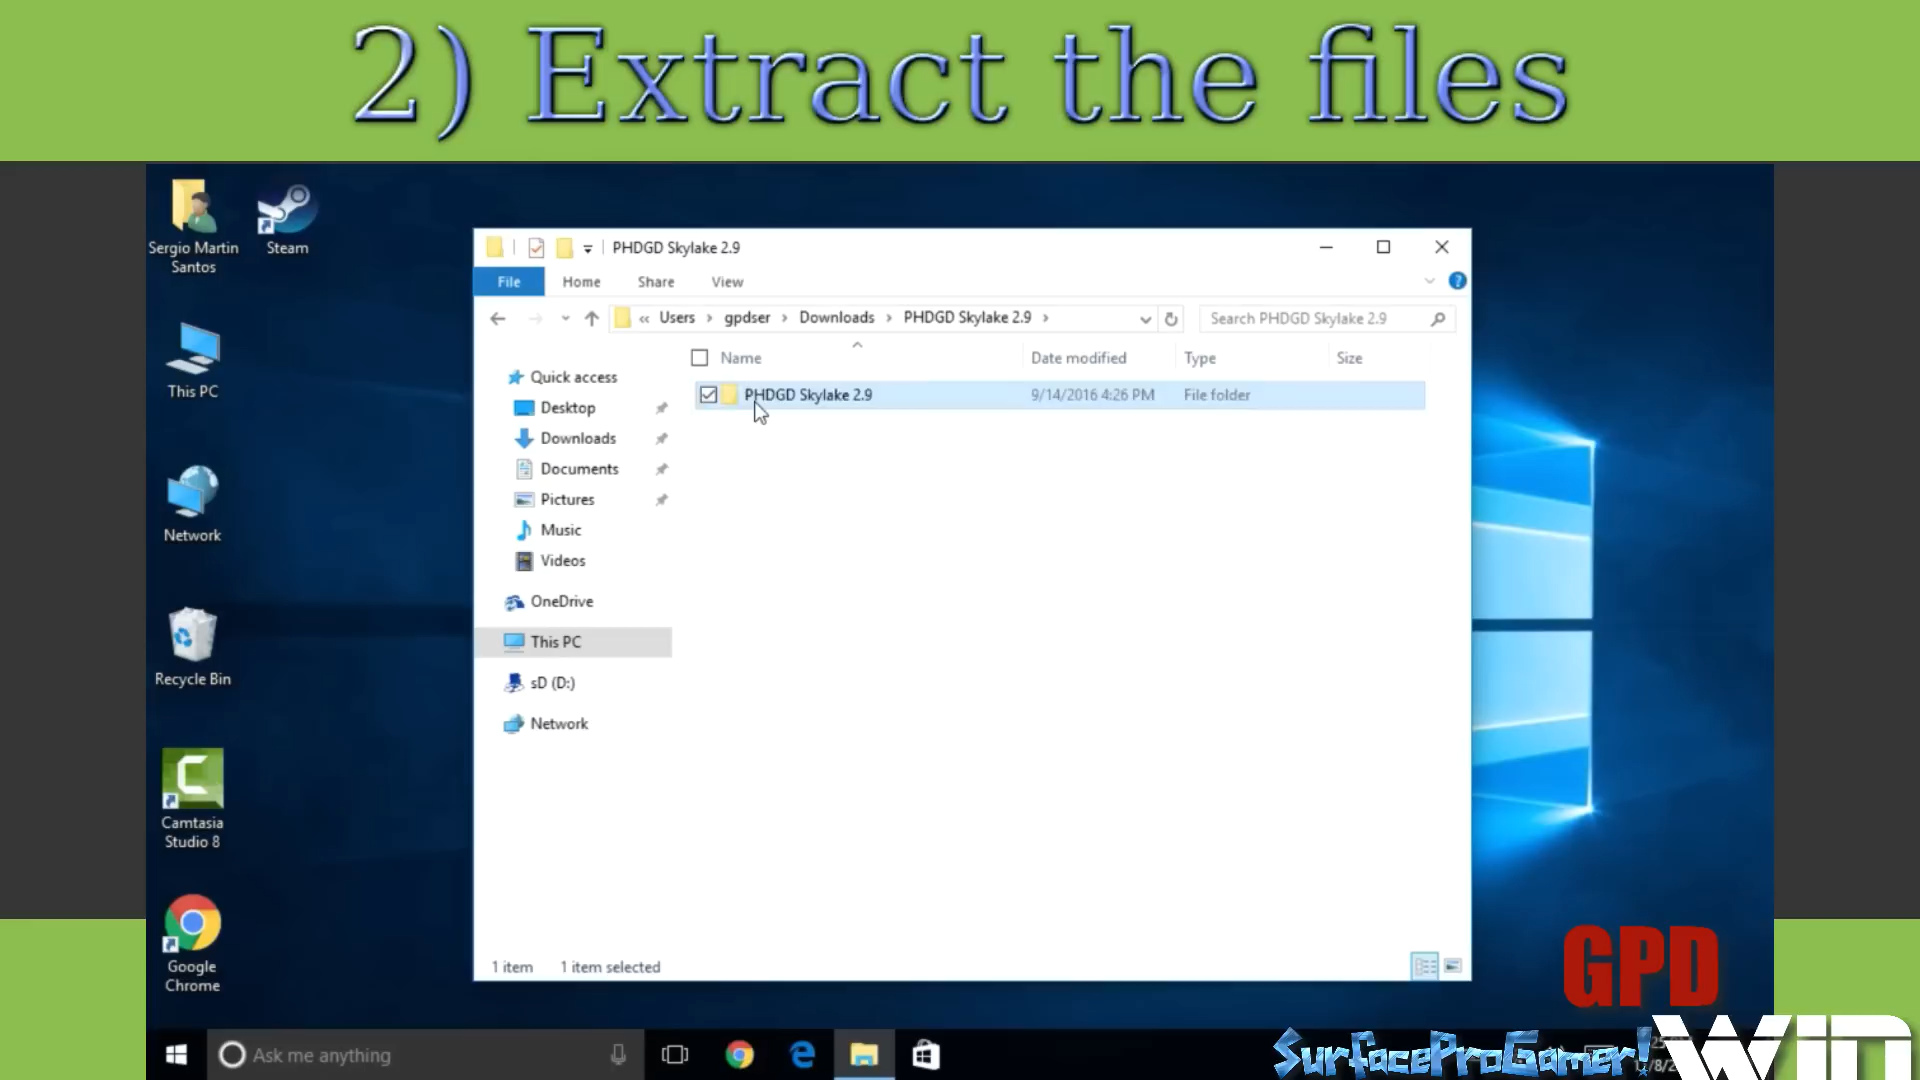 2) Extract the files
Sergio Martin
Santos
Steam
This PC
Network
Recycle Bin
Camtasia
Studio 8
Google
Chrome
PHDGD Skylake 2.9
File Home Share View
« Users › gpdser › Downloads › PHDGD Skylake 2.9 ›
Search PHDGD Skylake 2.9
Name Date modified Type Size
PHDGD Skylake 2.9 9/14/2016 4:26 PM File folder
Quick access
Desktop
Downloads
Documents
Pictures
Music
Videos
OneDrive
This PC
sD (D:)
Network
1 item 1 item selected
GPD
WIN
SurfaceProGamer!
Ask me anything